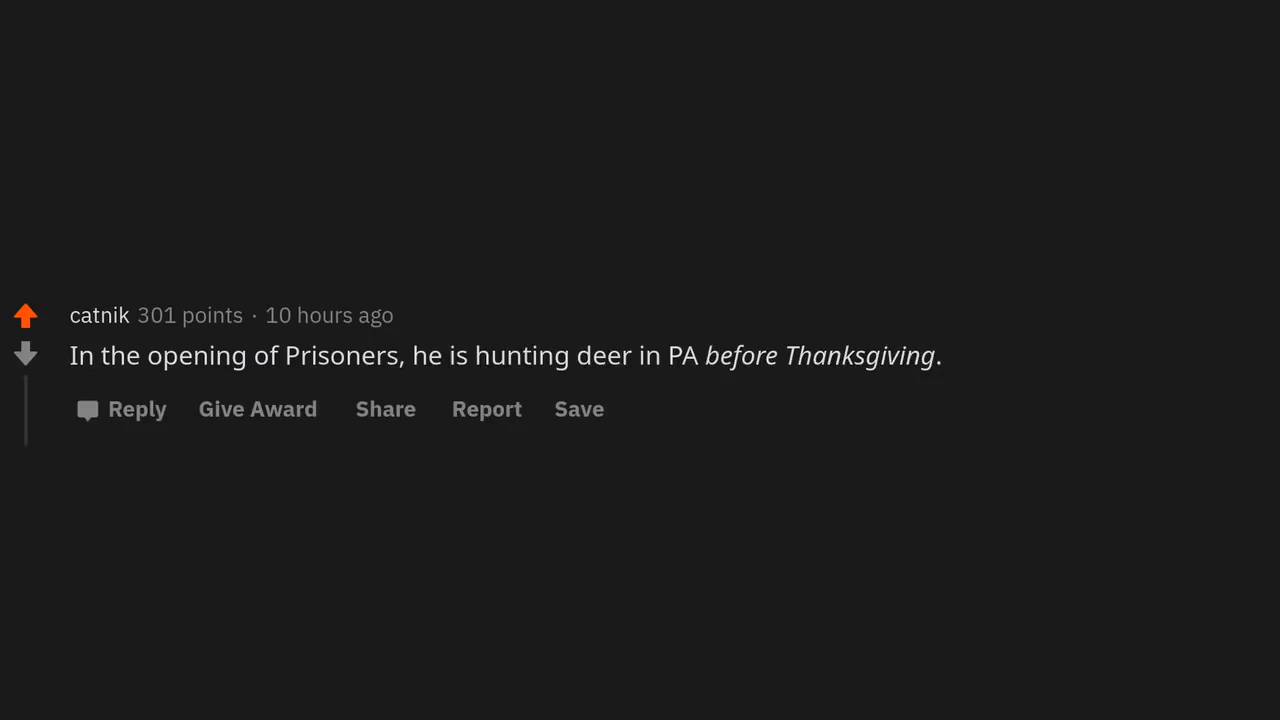 catnik 301 points · 10 hours ago
In the opening of Prisoners, he is hunting deer in PA before Thanksgiving.
Reply Give Award Share Report Save